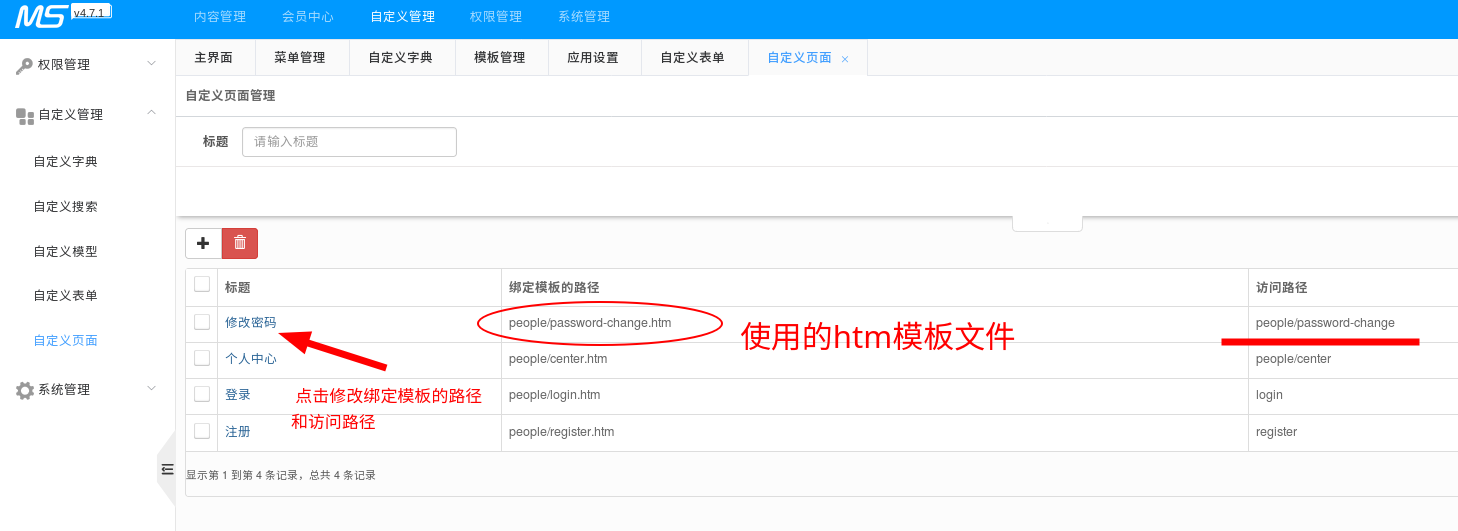 MS v4.7.1 内容管理 会员中心 自定义管理 权限管理 系统管理
权限管理
自定义管理
自定义字典
自定义搜索
自定义模型
自定义表单
自定义页面
系统管理
主界面 菜单管理 自定义字典 模板管理 应用设置 自定义表单 自定义页面 ×
自定义页面管理
标题 请输入标题
标题 绑定模板的路径 访问路径
修改密码 people/password-change.htm people/password-change
使用的htm模板文件
个人中心 people/center.htm people/center
登录 people/login.htm login
点击修改绑定模板的路径
和访问路径
注册 people/register.htm register
显示第 1 到第 4 条记录，总共 4 条记录